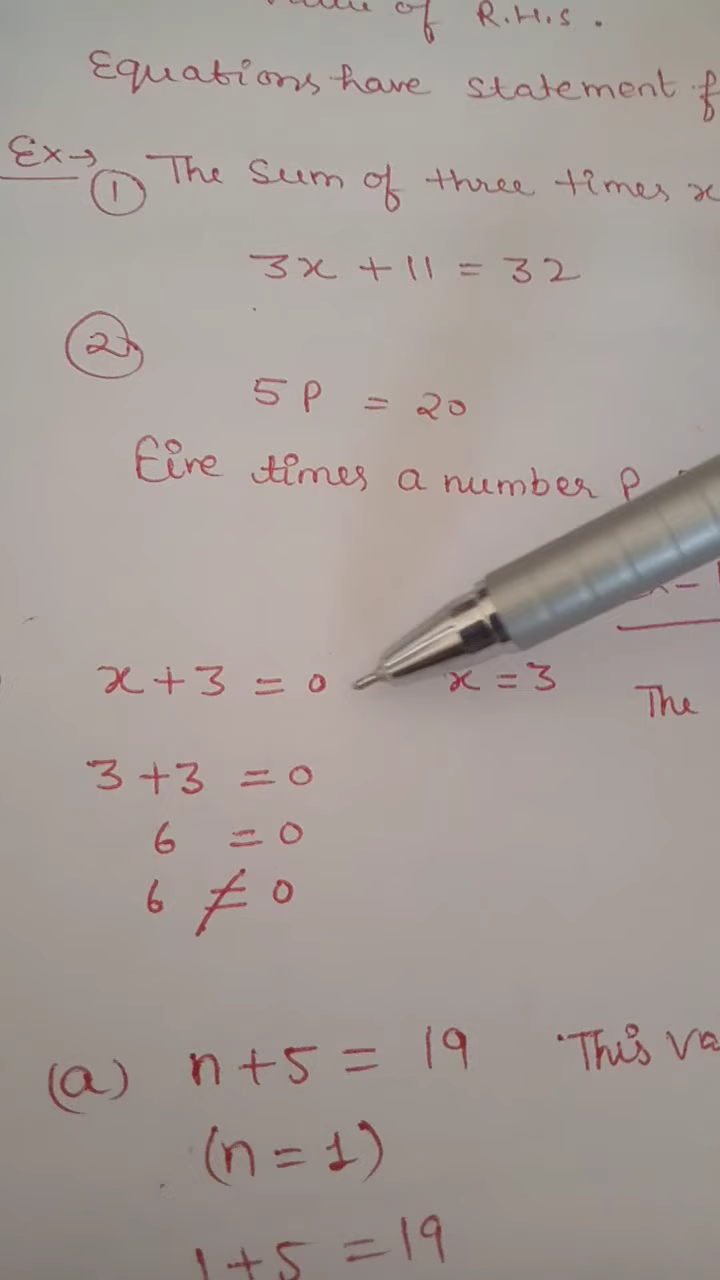 of R.H.S.
Equations have statement
Ex→ ① The sum of three times x
3x + 11 = 32
②
5P = 20
Five times a number P
x + 3 = 0 x = 3
The
3 + 3 = 0
6 = 0
6 ≠ 0
(a) n + 5 = 19 This
(n = 1)
1 + 5 = 19